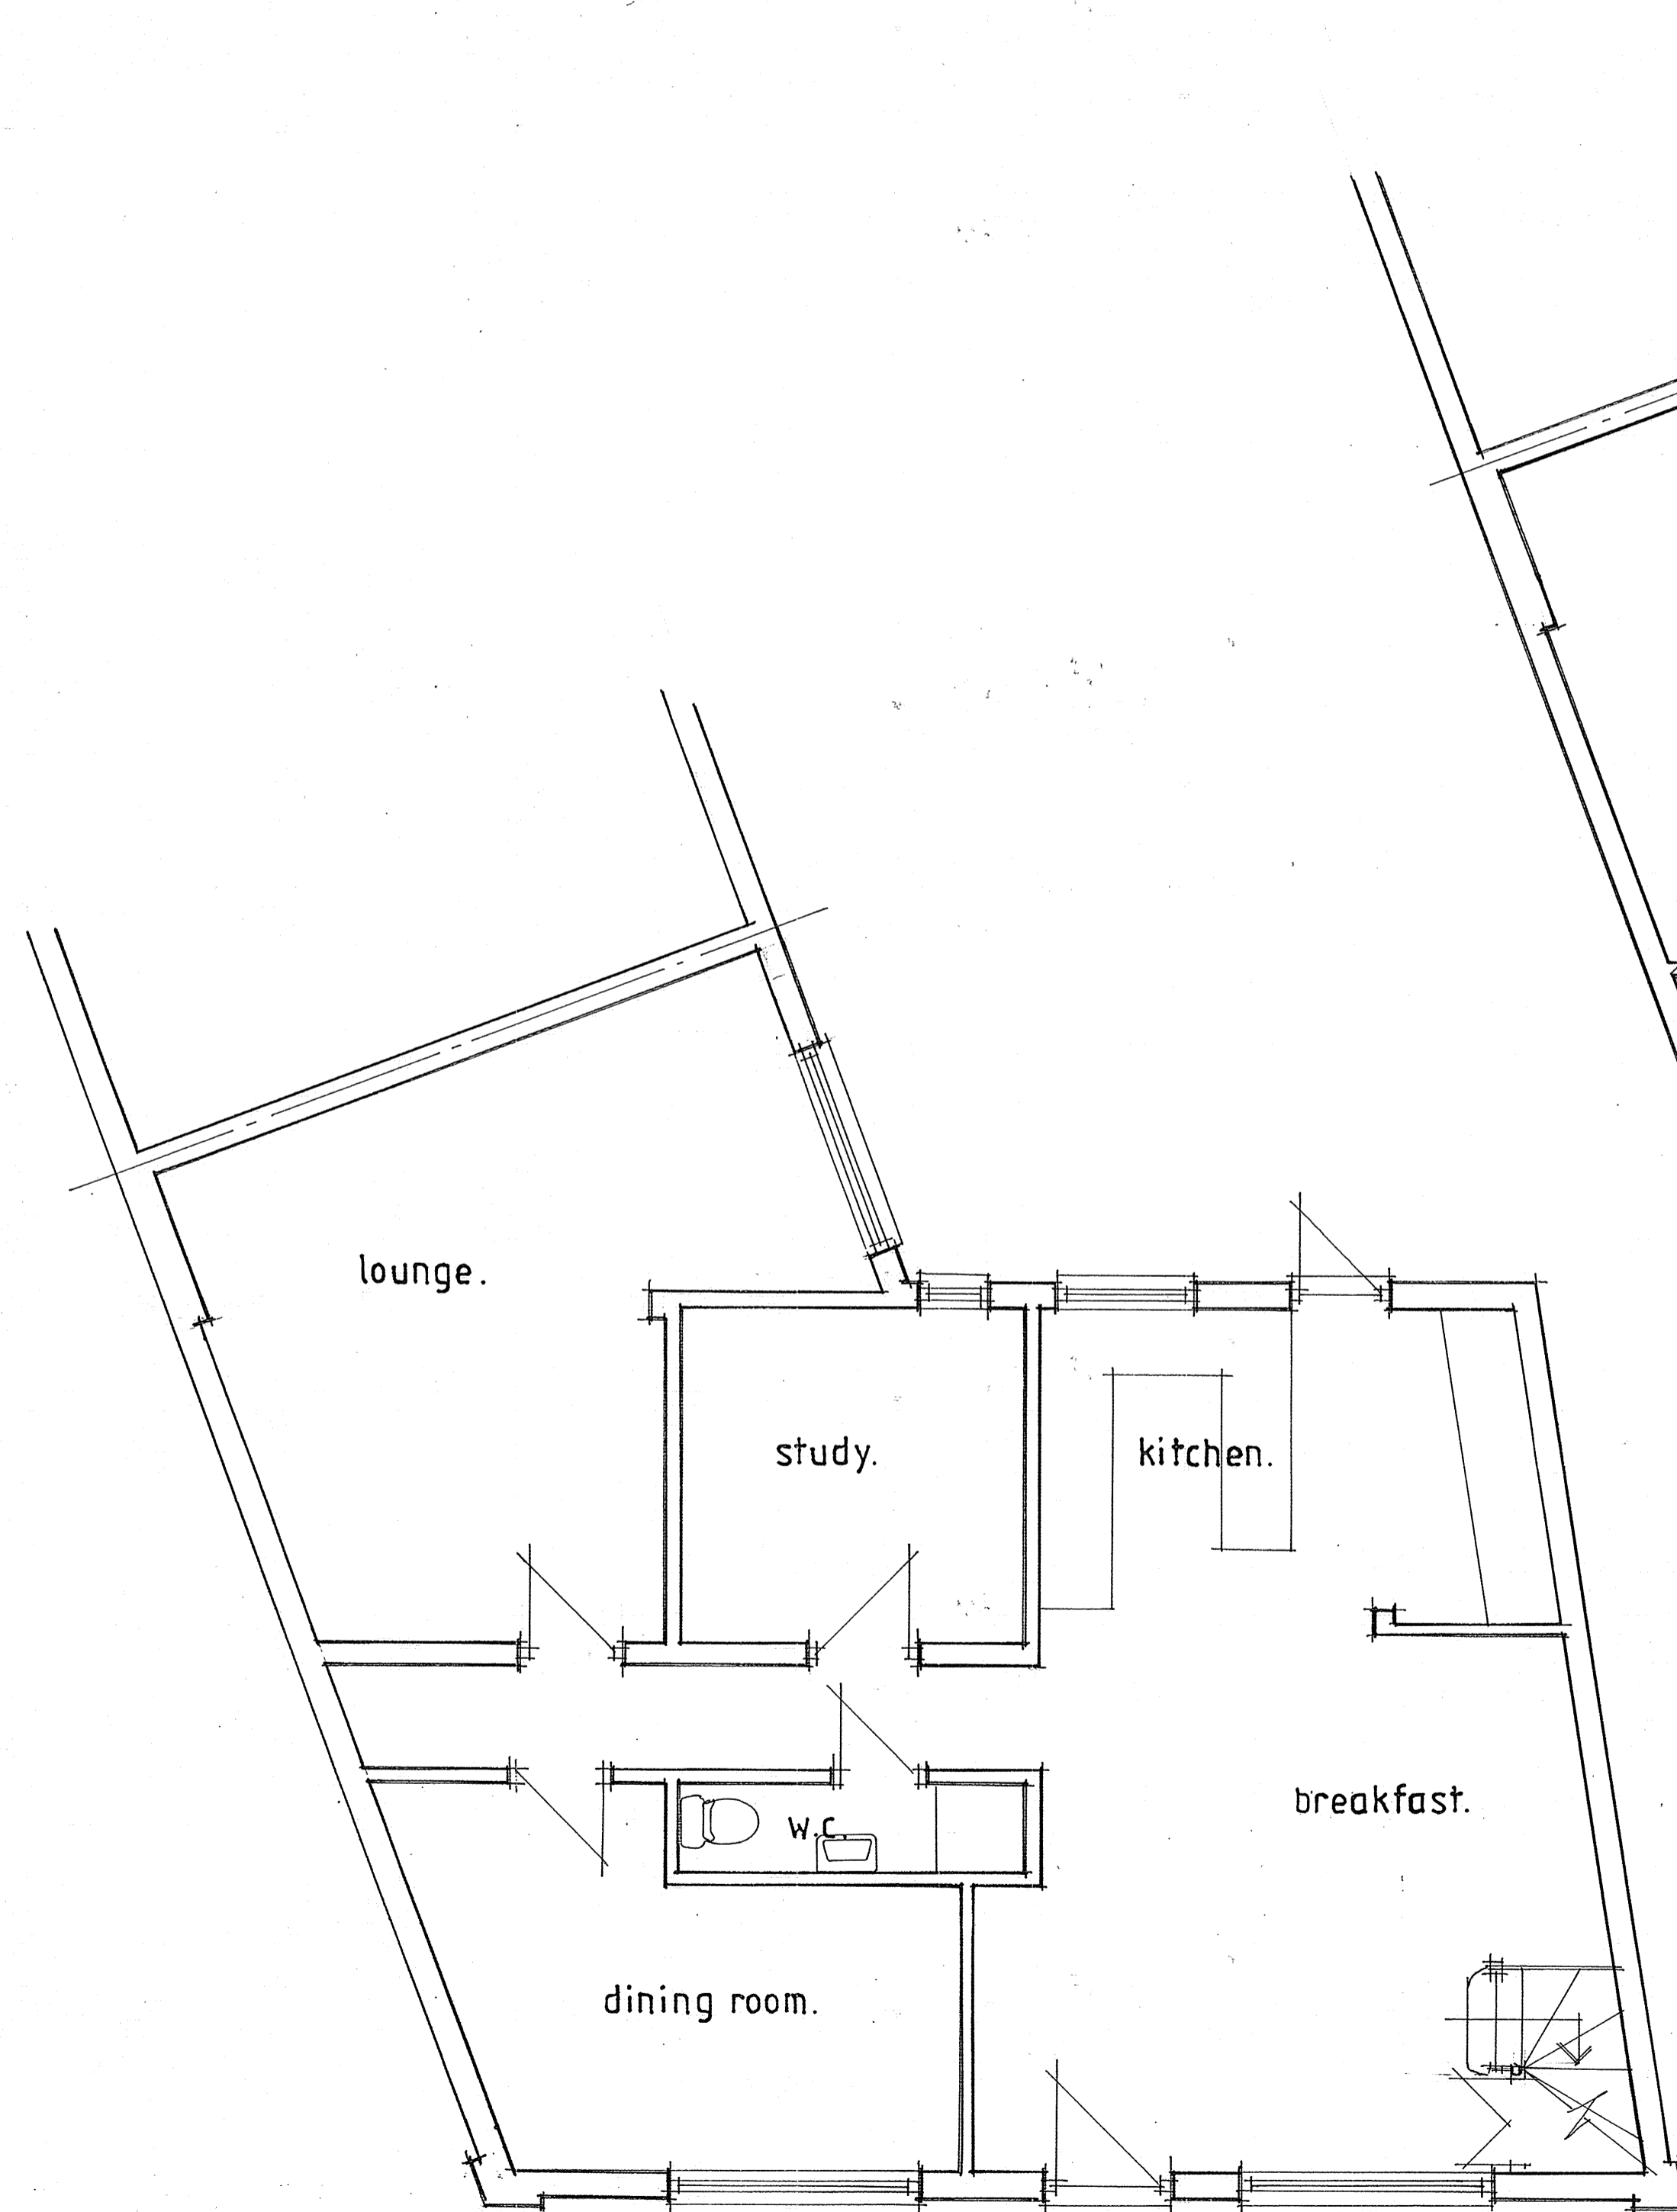 lounge.
study.
kitchen.
W.C.
breakfast.
dining room.